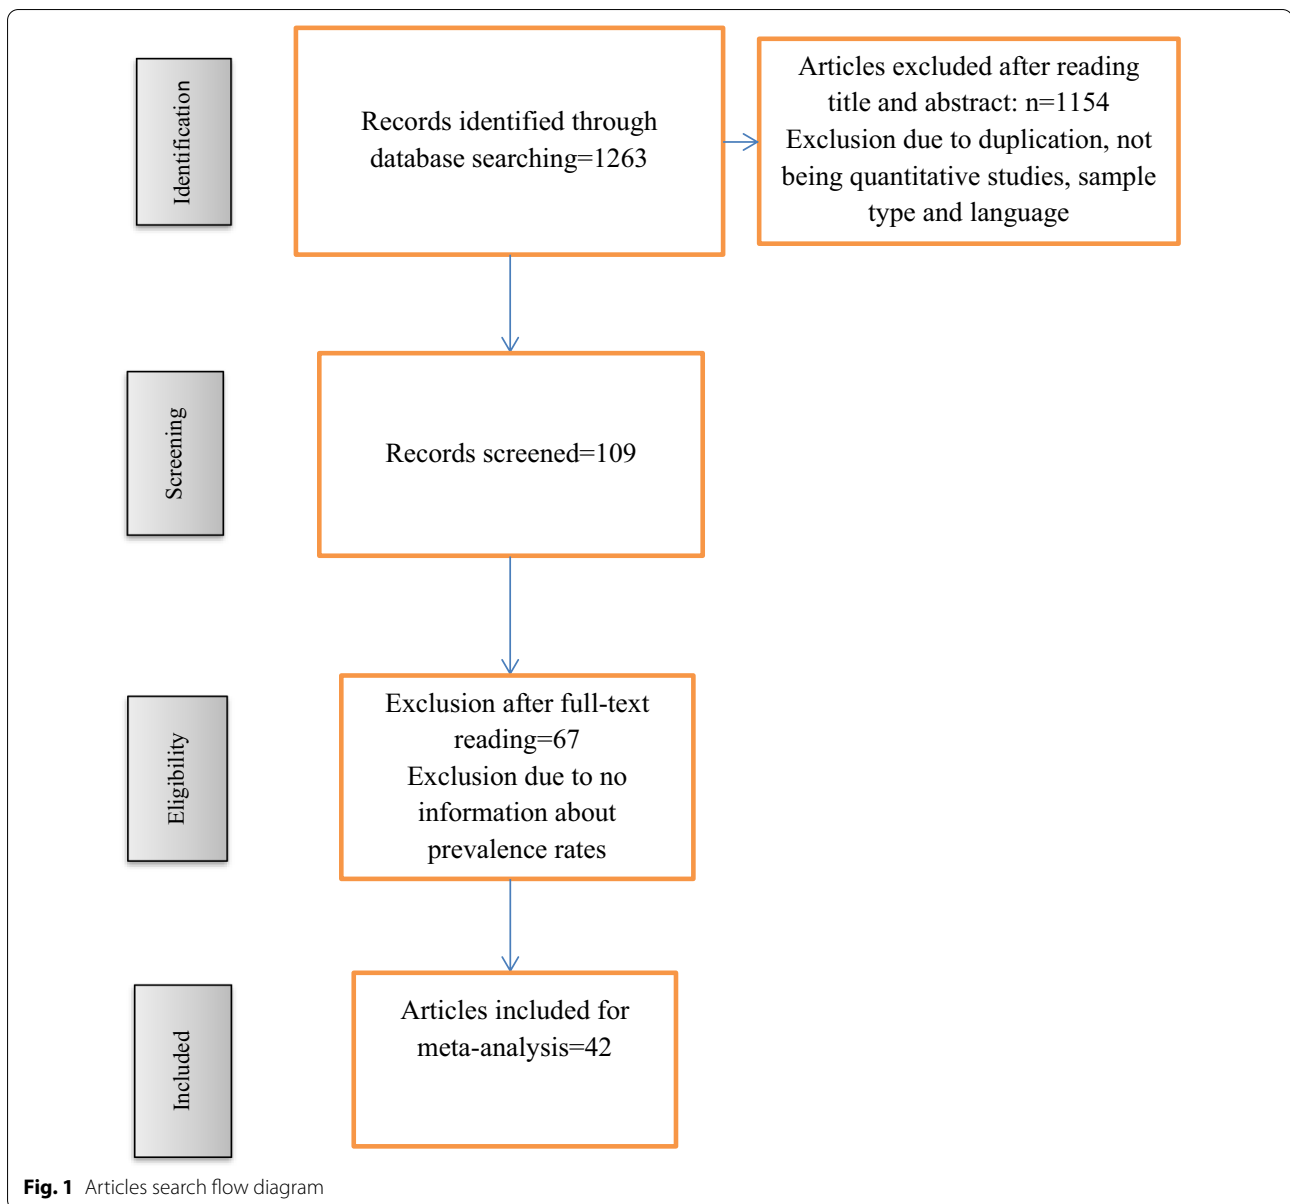 Identification
Records identified through
database searching=1263
Articles excluded after reading
title and abstract: n=1154
Exclusion due to duplication, not
being quantitative studies, sample
type and language
Screening
Records screened=109
Eligibility
Exclusion after full-text
reading=67
Exclusion due to no
information about
prevalence rates
Included
Articles included for
meta-analysis=42
Fig. 1 Articles search flow diagram